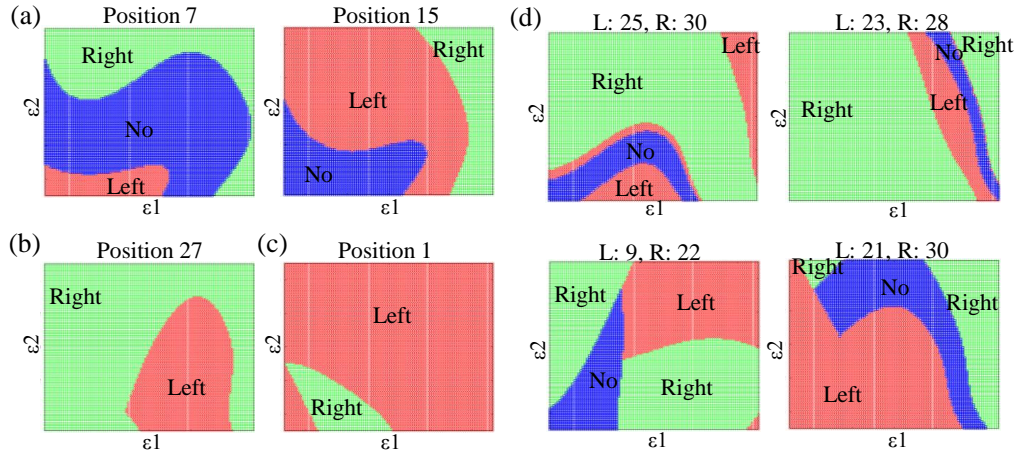 (a)
Position 7
Right
No
Left
ε2
ε1
Position 15
Right
Left
No
ε2
ε1
(b)
Position 27
Right
Left
ε2
ε1
(c)
Position 1
Left
Right
ε2
ε1
(d)
L: 25, R: 30
Left
Right
No
Left
ε2
ε1
L: 23, R: 28
No
Right
Left
Right
ε2
ε1
L: 9, R: 22
Right
Left
No
Right
ε2
ε1
L: 21, R: 30
Right
No
Right
Left
ε2
ε1